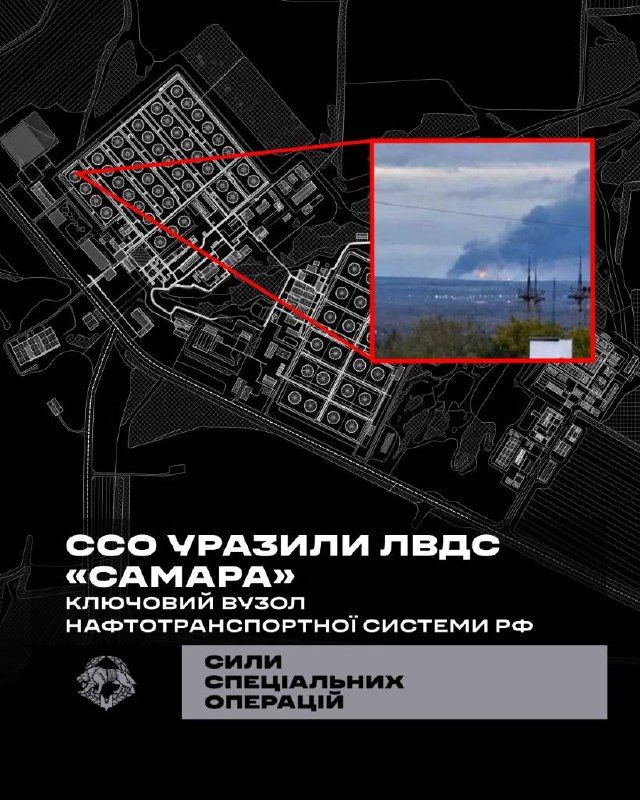 ССО УРАЗИЛИ ЛВДС
«САМАРА»
КЛЮЧОВИЙ ВУЗОЛ
НАФТОТРАНСПОРТНОЇ СИСТЕМИ РФ
СИЛИ
СПЕЦІАЛЬНИХ
ОПЕРАЦІЙ